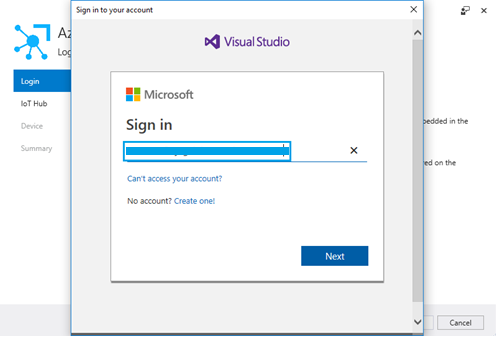 Sign in to your account
Az
Log
Visual Studio
Login
Microsoft
IoT Hub
Sign in
Device
Summary
Can't access your account?
No account? Create one!
Next
bedded in the
ed on the
Cancel